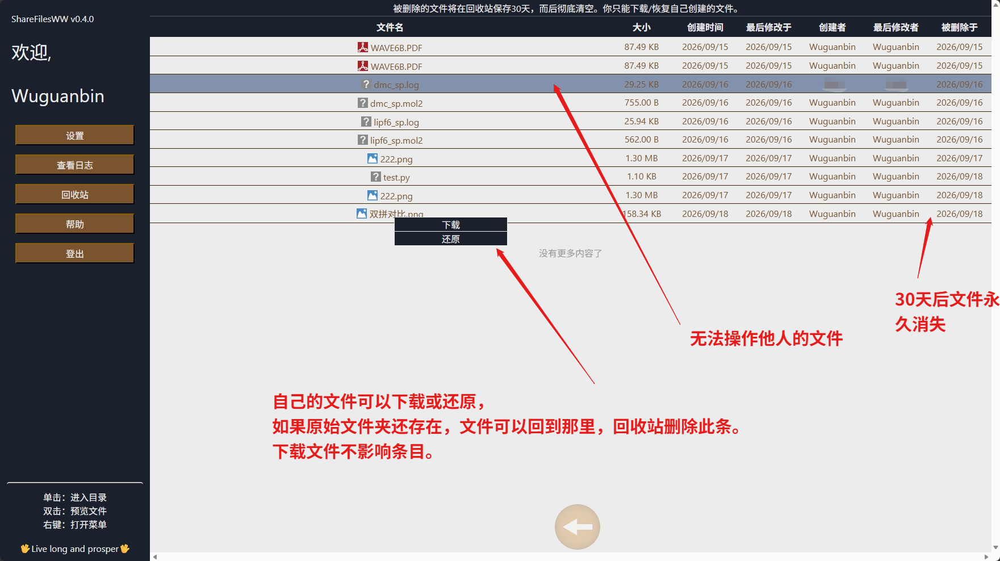 ShareFilesWW v0.4.0
欢迎,
Wuguanbin
设置
查看日志
回收站
帮助
登出
单击：进入目录
双击：预览文件
右键：打开菜单
🖖Live long and prosper🖖
被删除的文件将在回收站保存30天，而后彻底清空。你只能下载/恢复自己创建的文件。
文件名 大小 创建时间 最后修改于 创建者 最后修改者 被删除于
WAVE6B.PDF 87.49 KB 2026/09/15 2026/09/15 Wuguanbin Wuguanbin 2026/09/15
WAVE6B.PDF 87.49 KB 2026/09/15 2026/09/15 Wuguanbin Wuguanbin 2026/09/15
dmc_sp.log 29.25 KB 2026/09/16 2026/09/16 2026/09/16
dmc_sp.mol2 755.00 B 2026/09/16 2026/09/16 Wuguanbin Wuguanbin 2026/09/16
lipf6_sp.log 25.94 KB 2026/09/16 2026/09/16 Wuguanbin Wuguanbin 2026/09/16
lipf6_sp.mol2 562.00 B 2026/09/16 2026/09/16 Wuguanbin Wuguanbin 2026/09/16
222.png 1.30 MB 2026/09/17 2026/09/17 Wuguanbin Wuguanbin 2026/09/17
test.py 1.10 KB 2026/09/17 2026/09/17 Wuguanbin Wuguanbin 2026/09/18
222.png 1.30 MB 2026/09/17 2026/09/17 Wuguanbin Wuguanbin 2026/09/18
双拼对比.png 158.34 KB 2026/09/18 2026/09/18 Wuguanbin Wuguanbin 2026/09/18
下载
还原
没有更多内容了
30天后文件永
久消失
无法操作他人的文件
自己的文件可以下载或还原，
如果原始文件夹还存在，文件可以回到那里，回收站删除此条。
下载文件不影响条目。